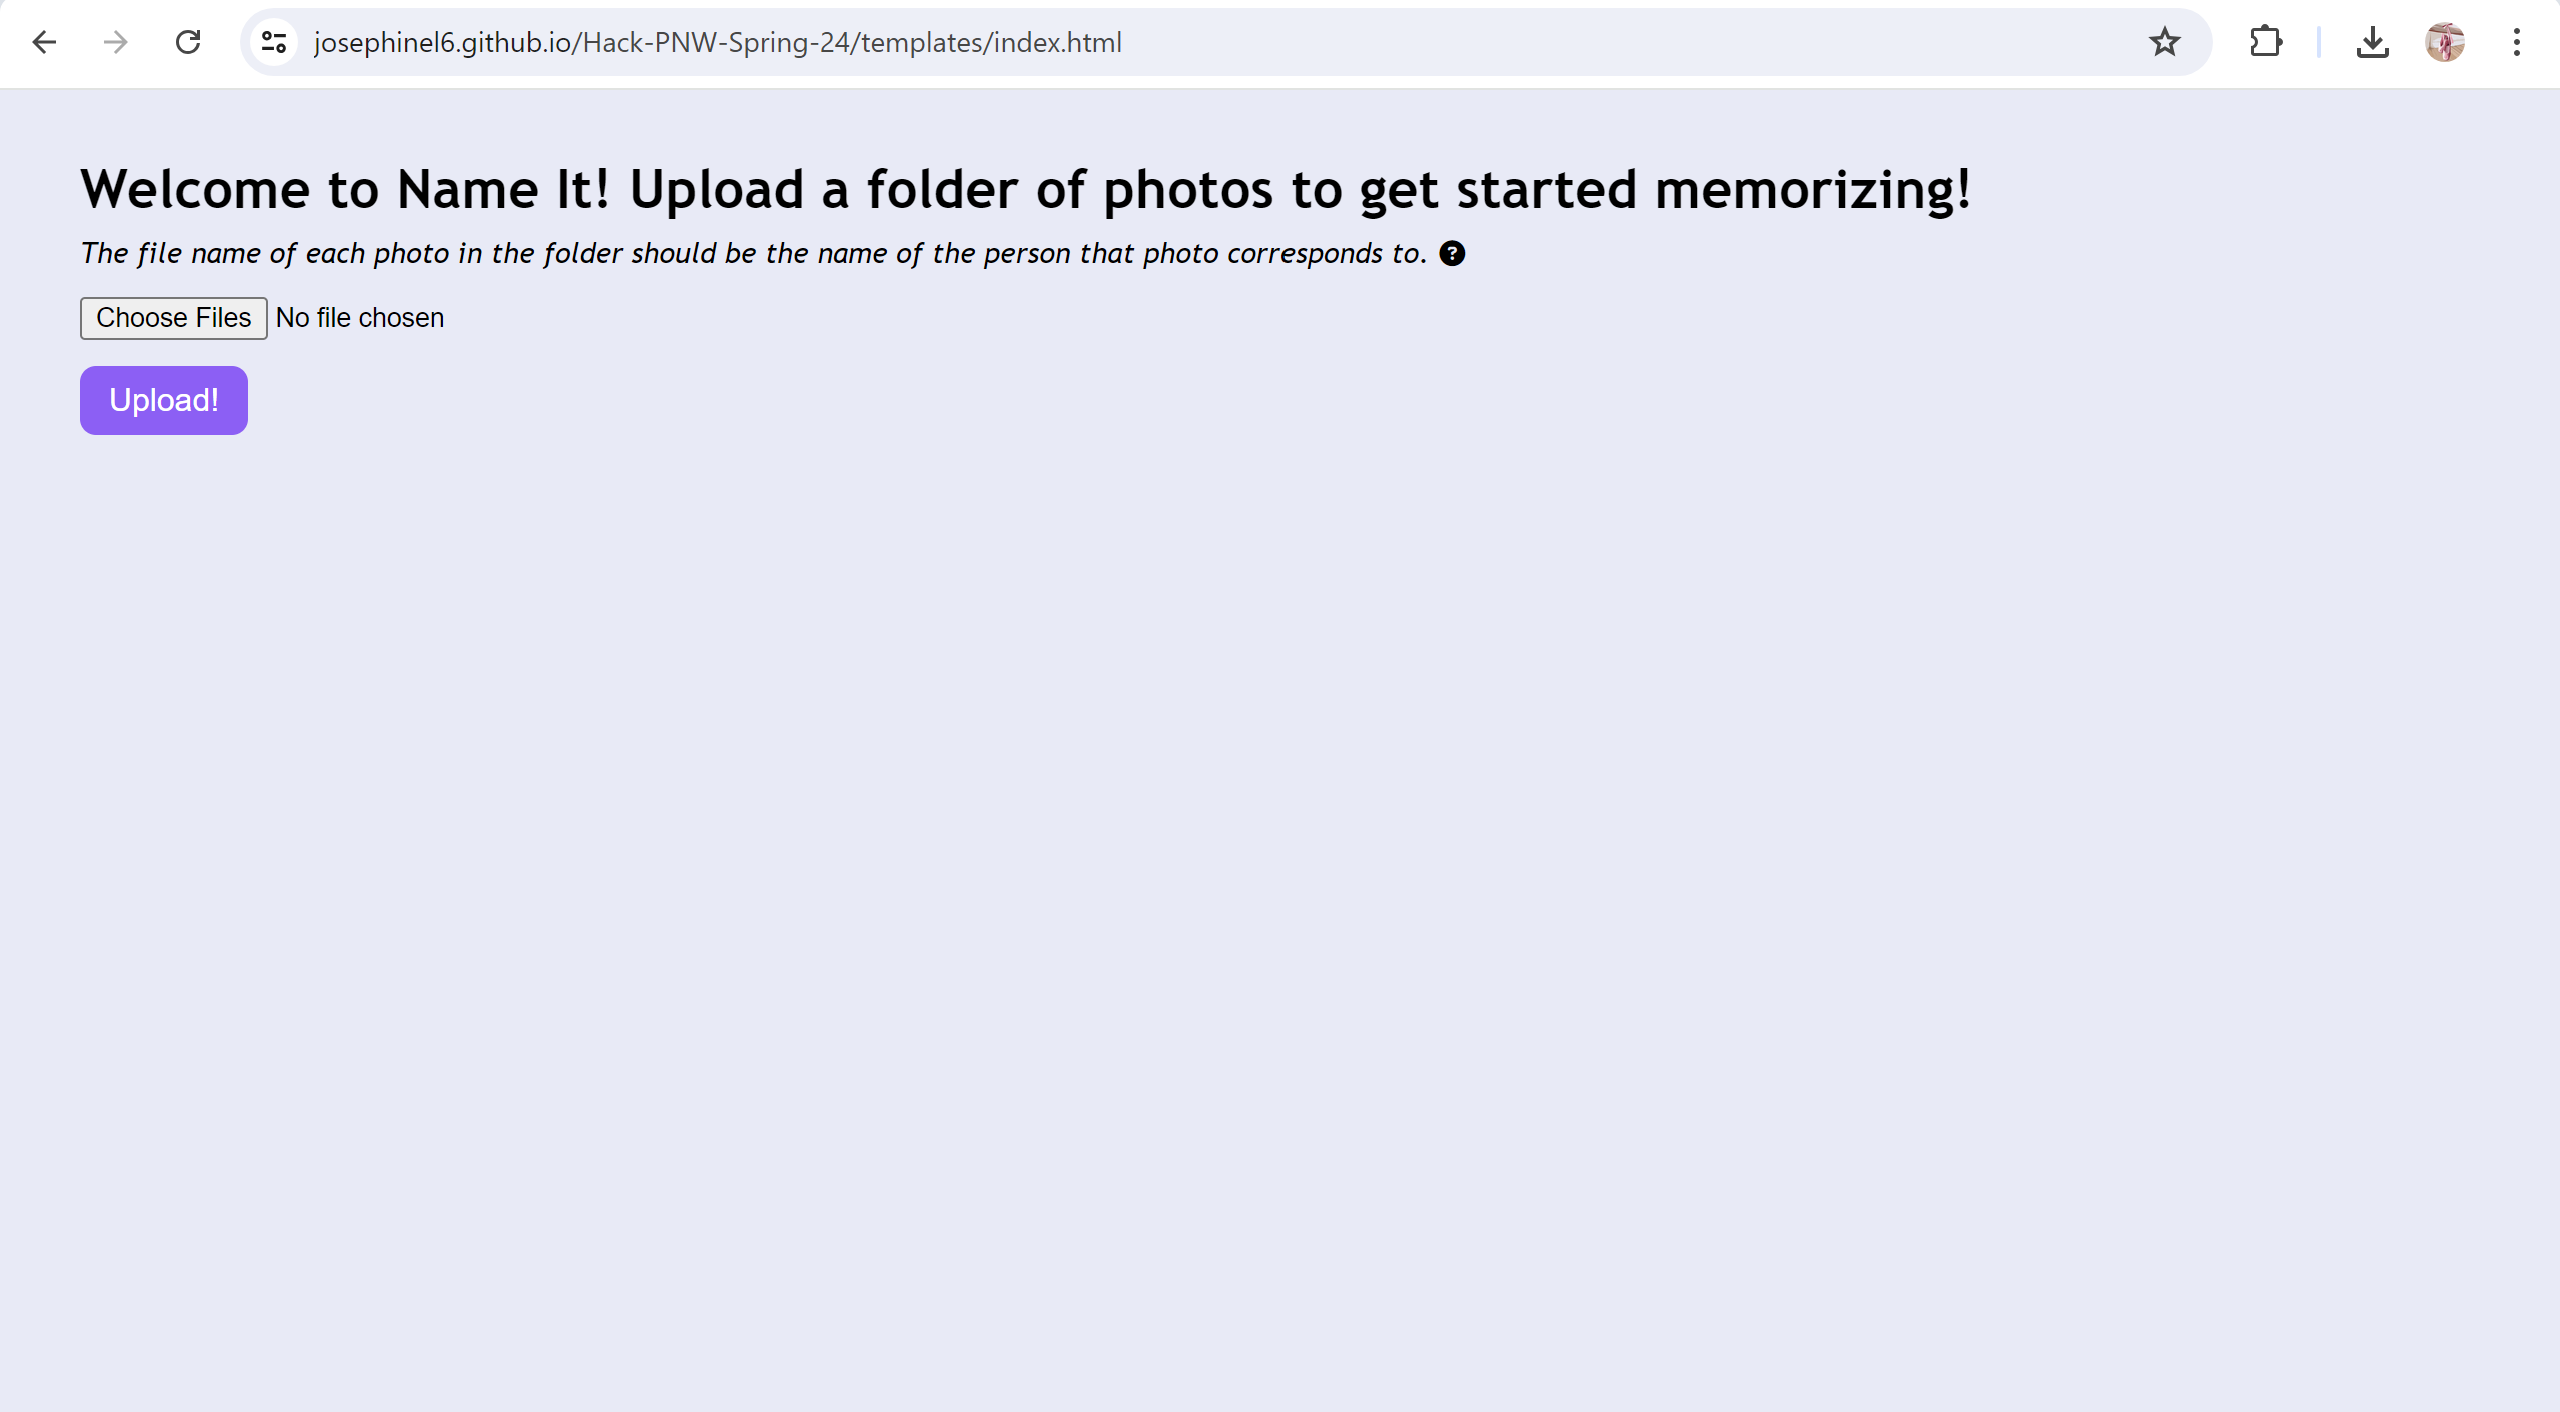 josephinel6.github.io/Hack-PNW-Spring-24/templates/index.html
Welcome to Name It! Upload a folder of photos to get started memorizing!
The file name of each photo in the folder should be the name of the person that photo corresponds to. ?
Choose Files No file chosen
Upload!